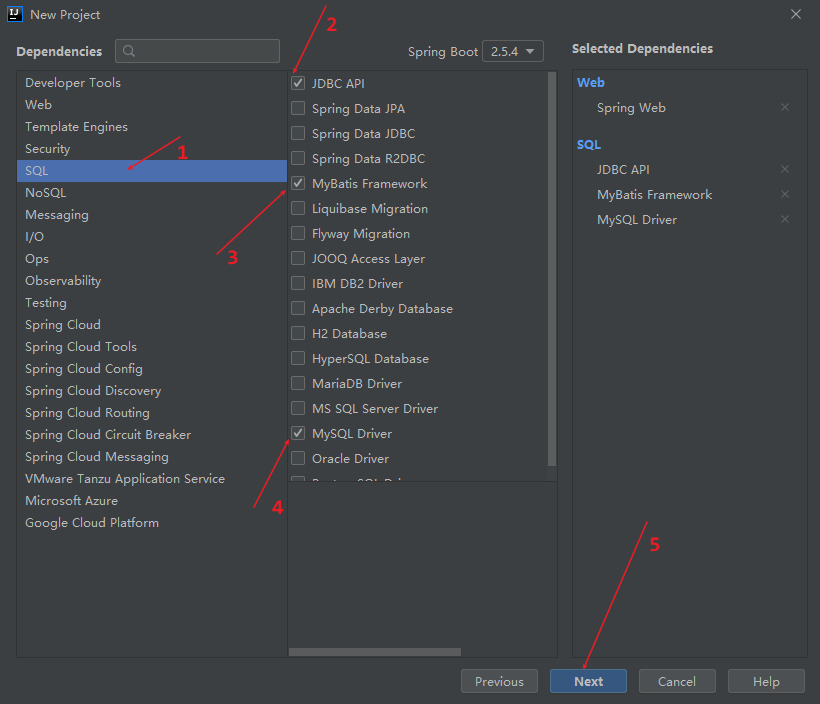 IJ
New Project
2
Dependencies
Spring Boot 2.5.4
Selected Dependencies
Developer Tools
Web
Template Engines
Security
1
SQL
NoSQL
Messaging
I/O
Ops
Observability
Testing
Spring Cloud
Spring Cloud Tools
Spring Cloud Config
Spring Cloud Discovery
Spring Cloud Routing
Spring Cloud Circuit Breaker
Spring Cloud Messaging
VMware Tanzu Application Service
Microsoft Azure
Google Cloud Platform
JDBC API
Spring Data JPA
Spring Data JDBC
Spring Data R2DBC
MyBatis Framework
Liquibase Migration
3
Flyway Migration
JOOQ Access Layer
IBM DB2 Driver
Apache Derby Database
H2 Database
HyperSQL Database
MariaDB Driver
MS SQL Server Driver
MySQL Driver
Oracle Driver
4
Web
Spring Web
SQL
JDBC API
MyBatis Framework
MySQL Driver
5
Previous
Next
Cancel
Help